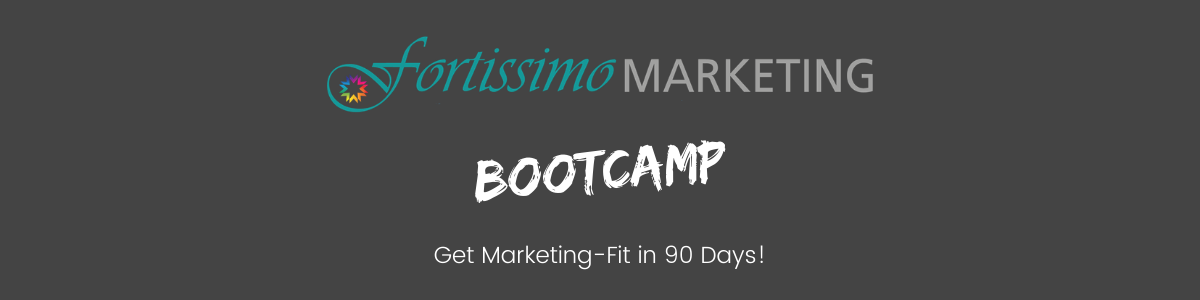 fortissimo MARKETING
BOOTCAMP
Get Marketing-Fit in 90 Days!